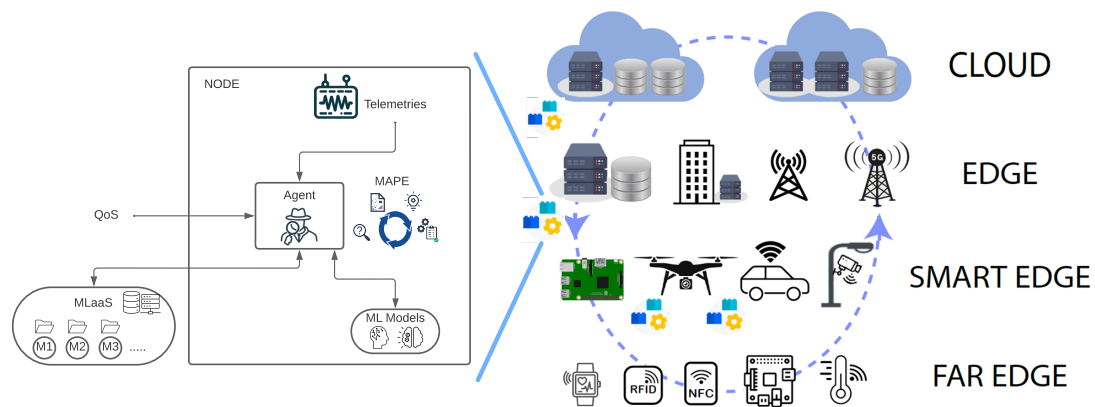 NODE
Telemetries
Agent
MAPE
QoS
MLaaS
M1 M2 M3 .....
ML Models
CLOUD
5G
EDGE
SMART EDGE
RFID
NFC
FAR EDGE